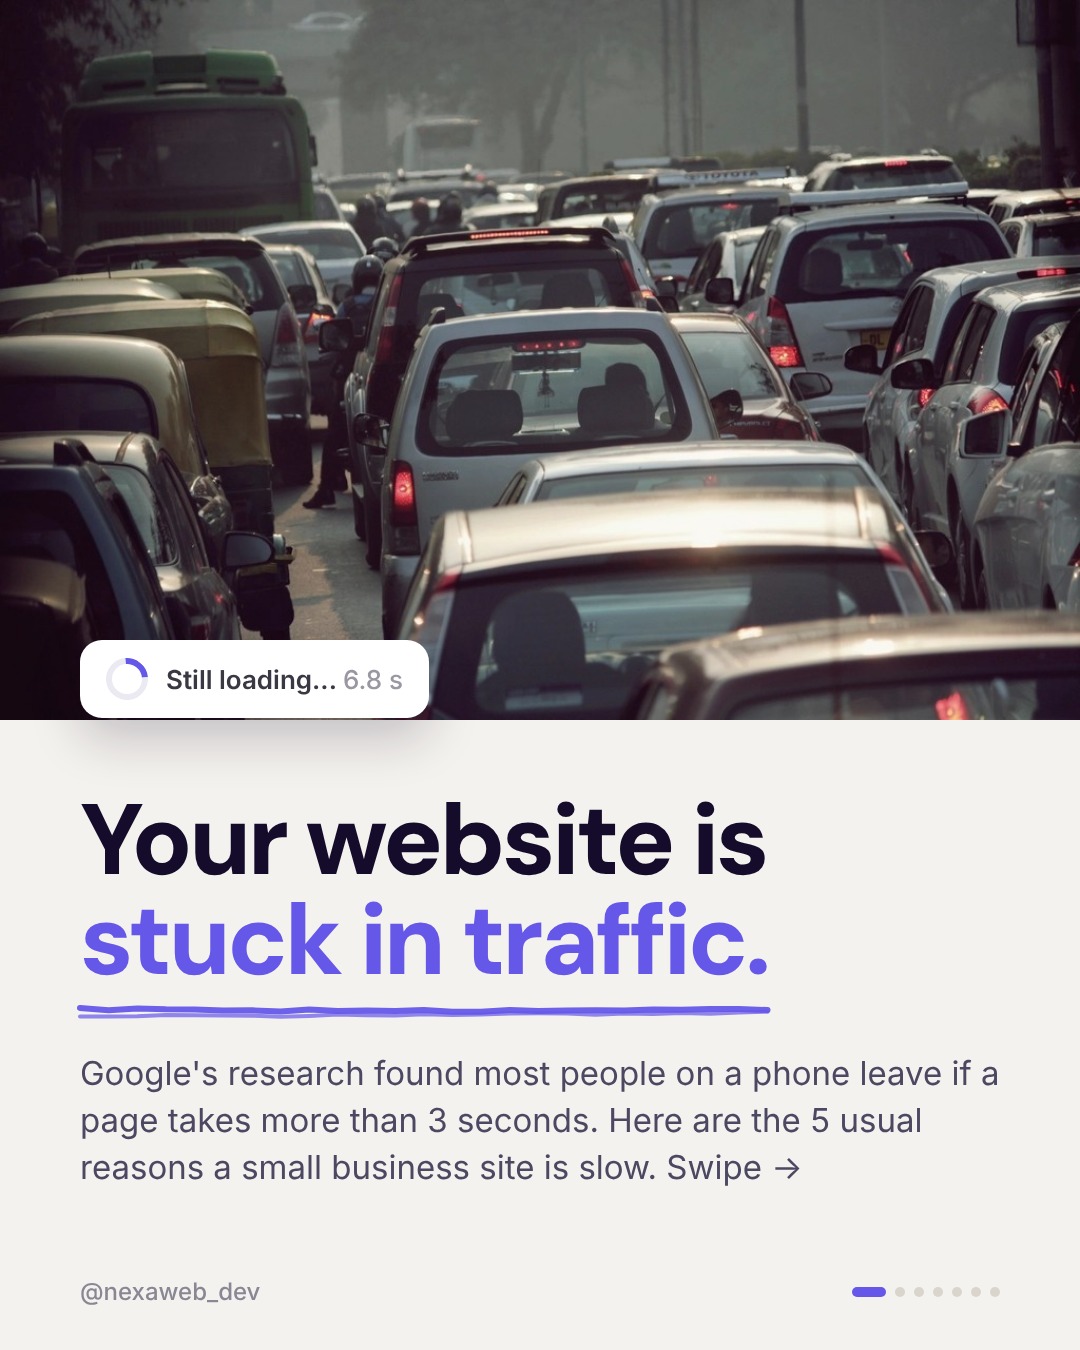 TOYOTA
DL
Still loading... 6.8 s
Your website is
stuck in traffic.
Google's research found most people on a phone leave if a
page takes more than 3 seconds. Here are the 5 usual
reasons a small business site is slow. Swipe →
@nexaweb_dev